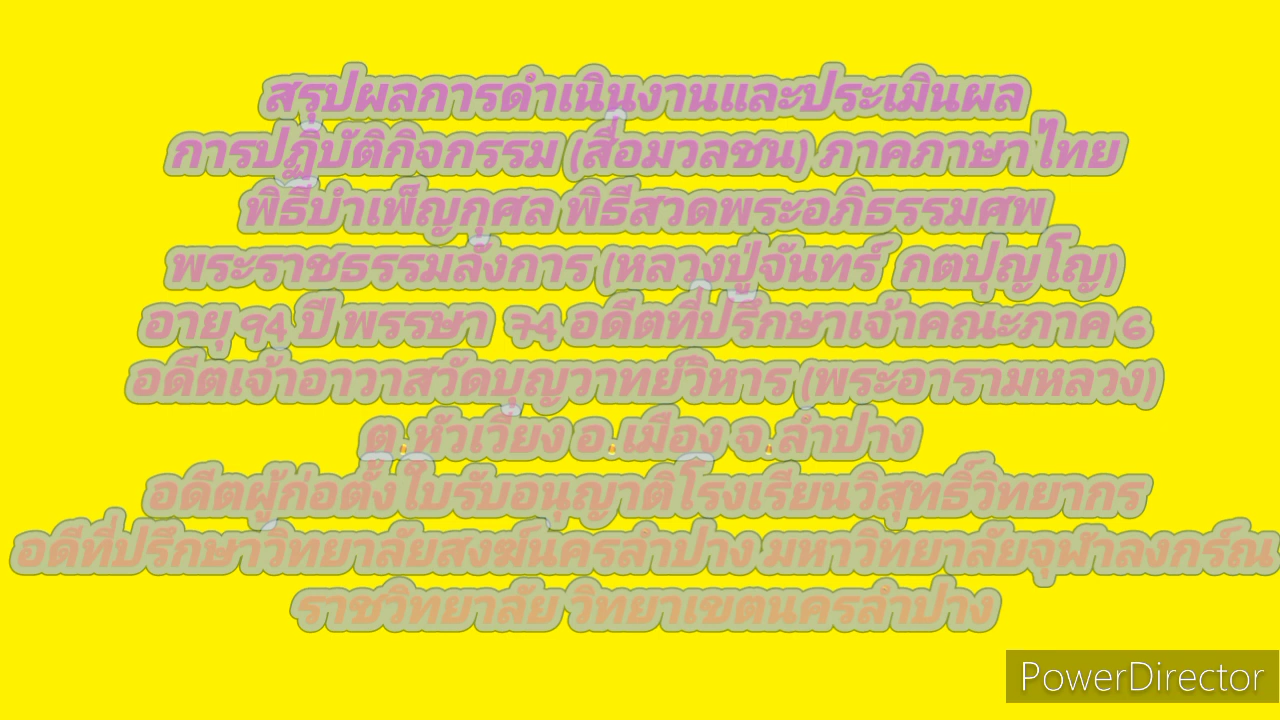 สรุปผลการดำเนินงานและประเมินผล
การปฏิบัติกิจกรรม (สื่อมวลชน) ภาคภาษาไทย
พิธีบำเพ็ญกุศล พิธีสวดพระอภิธรรมศพ
พระราชธรรมลังการ (หลวงปู่จันทร์ กตปุญโญ)
อายุ 94 ปี พรรษา 74 อดีตที่ปรึกษาเจ้าคณะภาค 6
อดีตเจ้าอาวาสวัดบุญวาทย์วิหาร (พระอารามหลวง)
ต.หัวเวียง อ.เมือง จ.ลำปาง
อดีตผู้ก่อตั้งใบรับอนุญาติโรงเรียนวิสุทธิ์วิทยากร
อดีที่ปรึกษาวิทยาลัยสงฆ์นครลำปาง มหาวิทยาลัยจุฬาลงกร์ณ
ราชวิทยาลัย วิทยาเขตนครลำปาง
PowerDirector